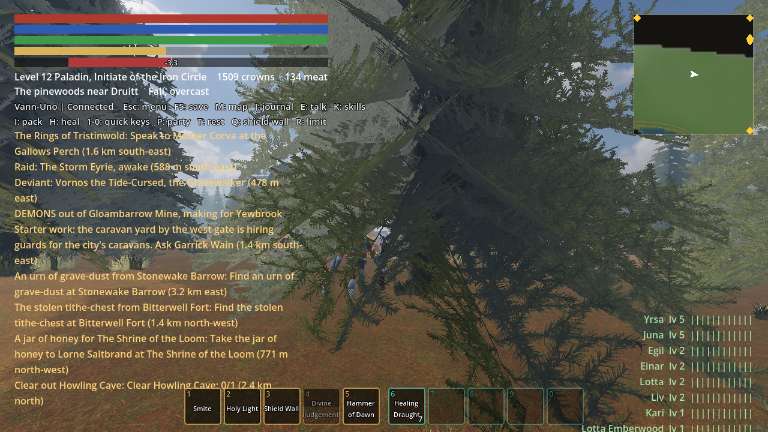 33
Level 12 Paladin, Initiate of the Iron Circle 1509 crowns 134 meat
The pinewoods near Druitt Fall, overcast
Vann-Uno | Connected Esc: menu F5: save M: map J: journal E: talk K: skills
I: pack H: heal 1-0: quick keys P: party T: rest Q: shield wall R: limit
The Rings of Tristinwold: Speak to Corva at the
Gallows Perch (1.6 km south-east)
Raid: The Storm Eyrie, awake (588 m
Deviant: Vornos the Tide-Cursed, the (478 m
east)
DEMONS out of Gloambarrow Mine, making for Yewbrook
Starter work: the caravan yard by the west gate is hiring
guards for the city's caravans. Ask Garrick Wain (1.4 km south-
east)
An urn of grave-dust from Stonewake Barrow: Find an urn of
grave-dust at Stonewake Barrow (3.2 km east)
The stolen tithe-chest from Bitterwell Fort: Find the stolen
tithe-chest at Bitterwell Fort (1.4 km north-west)
A jar of honey for The Shrine of the Loom: Take the jar of
honey to Lorne Saltbrand at The Shrine of the Loom (771 m
north-west)
Clear out Howling Cave: Clear Howling Cave: 0/1 (2.4 km
north)
Yrsa lv 5
Juna lv 5
Egil lv 2
Einar lv 2
Lotta lv 2
Liv lv 2
Kari lv 1
Lotta Emberwood lv 1
1 Smite
2 Holy Light
3 Shield Wall
4 Divine Judgement
5 Hammer of Dawn
6 Healing Draught 7
7
8
9
0